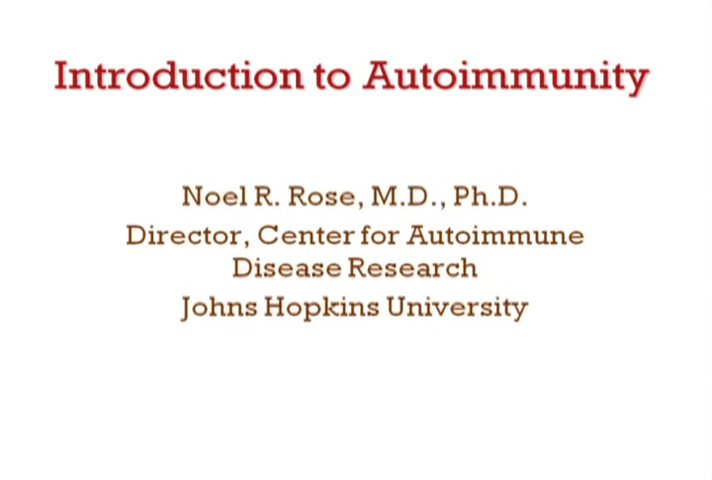 Introduction to Autoimmunity
Noel R. Rose, M.D., Ph.D.
Director, Center for Autoimmune
Disease Research
Johns Hopkins University